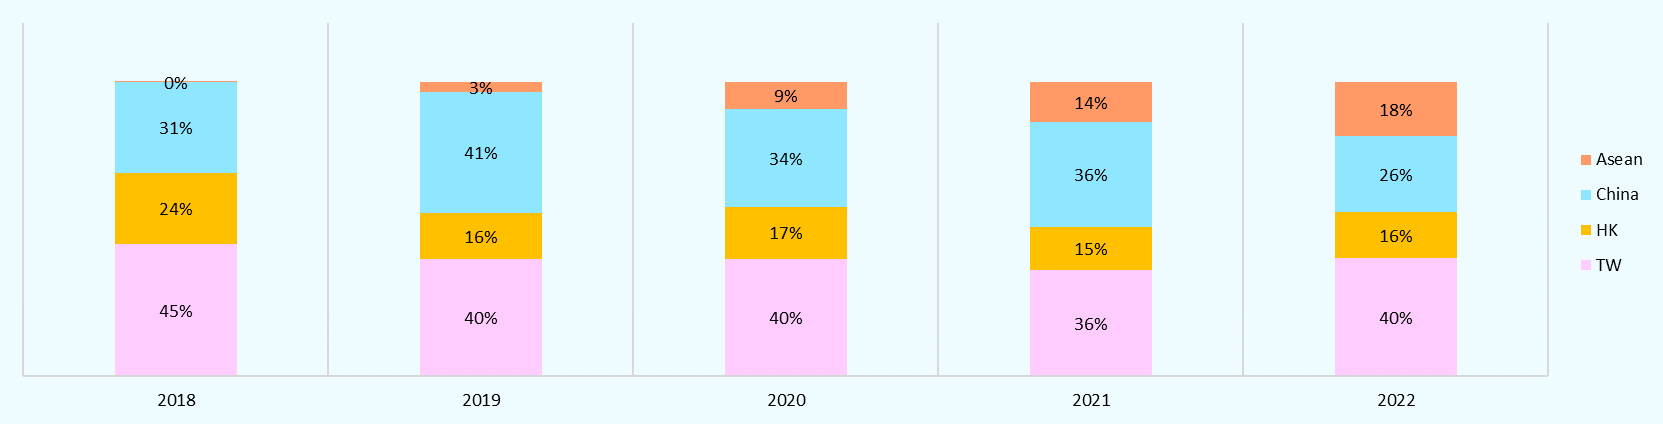 0% 3% 9% 14% 18%
31% 41% 34% 36% 26%
24% 16% 17% 15% 16%
45% 40% 40% 36% 40%
2018 2019 2020 2021 2022
Asean
China
HK
TW